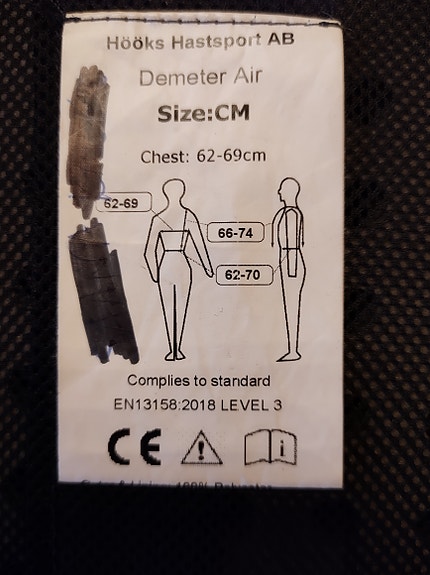 Hööks Hastsport AB
Demeter Air
Size:CM
Chest: 62-69cm
62-69
66-74
62-70
Complies to standard
EN13158:2018 LEVEL 3
CE
i
100%